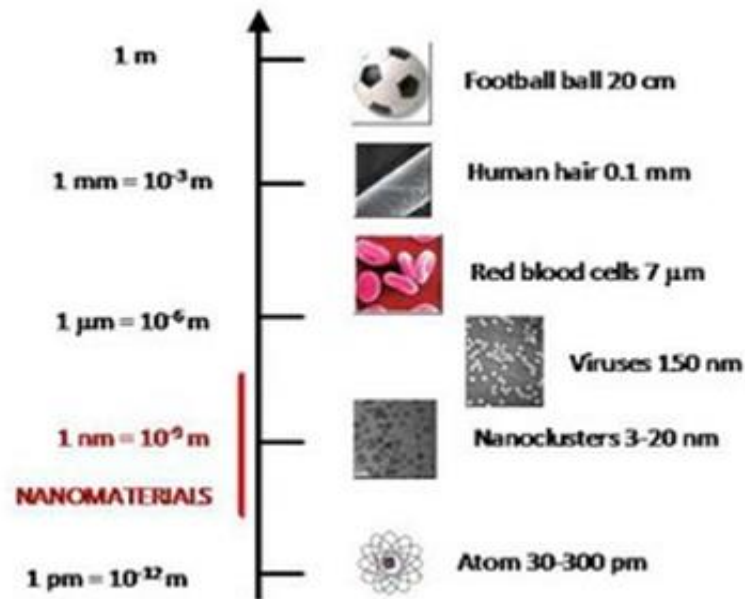 1 m
Football ball 20 cm
1 mm = 10⁻³ m
Human hair 0.1 mm
Red blood cells 7 µm
1 µm = 10⁻⁶ m
Viruses 150 nm
1 nm = 10⁻⁹ m
Nanoclusters 3-20 nm
NANOMATERIALS
Atom 30-300 pm
1 pm = 10⁻¹² m